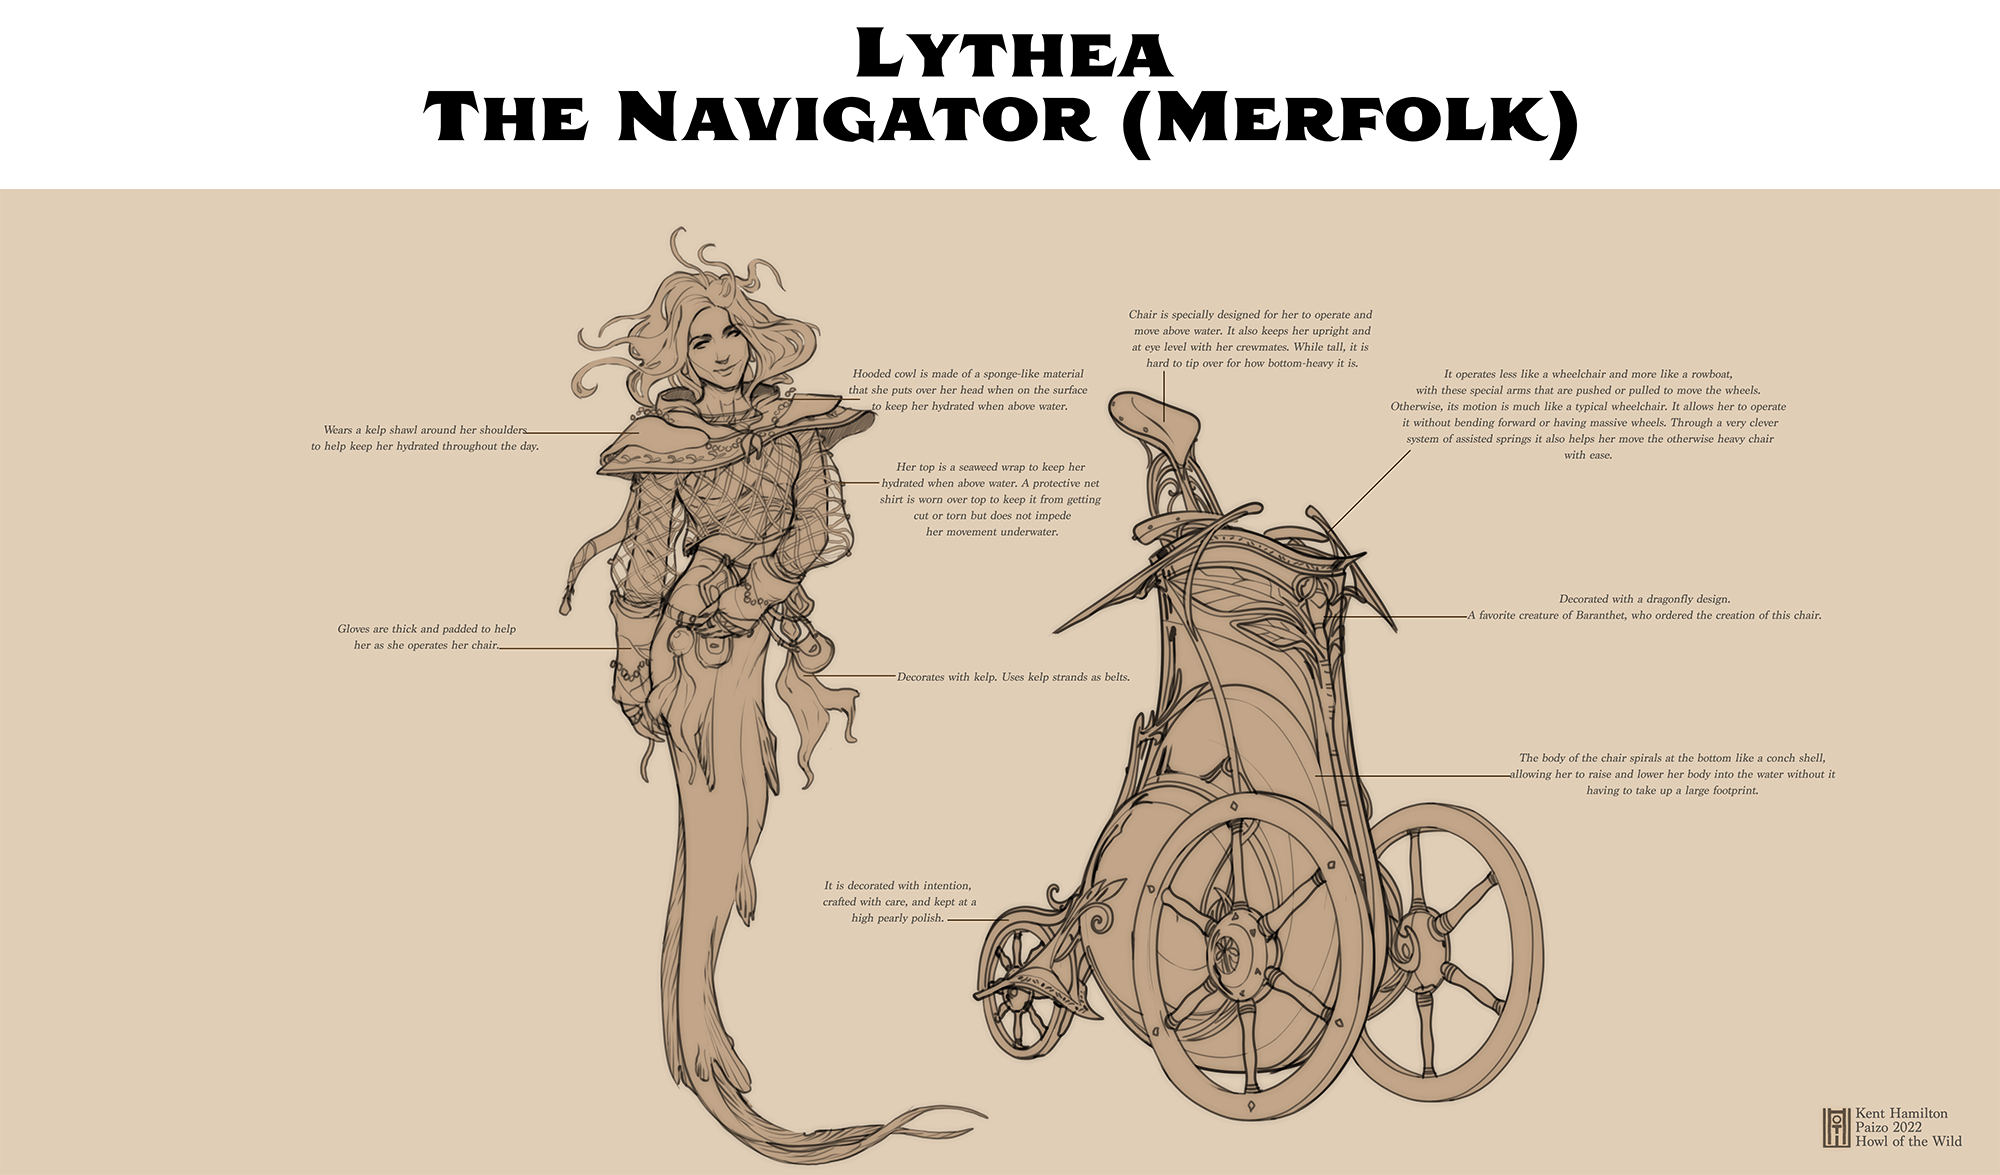 LYTHEA
THE NAVIGATOR (MERFOLK)
Chair is specially designed for her to operate and
move above water. It also keeps her upright and
at eye level with her crewmates. While tall, it is
hard to tip over for how bottom-heavy it is.
Hooded cowl is made of a sponge-like material
that she puts over her head when on the surface
to keep her hydrated when above water.
It operates less like a wheelchair and more like a rowboat,
with these special arms that are pushed or pulled to move the wheels.
Otherwise, its motion is much like a typical wheelchair. It allows her to operate
it without bending forward or having massive wheels. Through a very clever
system of assisted springs it also helps her move the otherwise heavy chair
with ease.
Wears a kelp shawl around her shoulders
to help keep her hydrated throughout the day.
Her top is a seaweed wrap to keep her
hydrated when above water. A protective net
shirt is worn over top to keep it from getting
cut or torn but does not impede
her movement underwater.
Decorated with a dragonfly design.
A favorite creature of Baranthet, who ordered the creation of this chair.
Gloves are thick and padded to help
her as she operates her chair.
Decorates with kelp. Uses kelp strands as belts.
The body of the chair spirals at the bottom like a conch shell,
allowing her to raise and lower her body into the water without it
having to take up a large footprint.
It is decorated with intention,
crafted with care, and kept at a
high pearly polish.
Kent Hamilton
Paizo 2022
Howl of the Wild